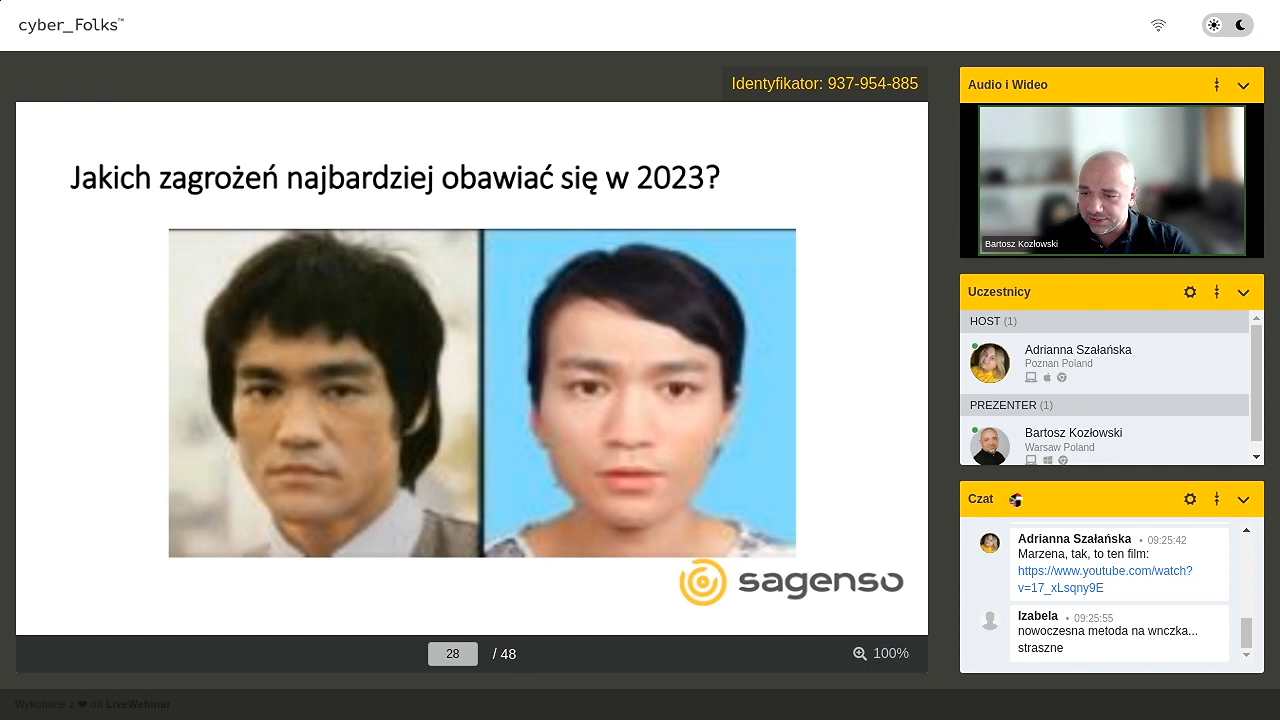 cyber_Folks™
Identyfikator: 937-954-885
Jakich zagrożeń najbardziej obawiać się w 2023?
sagenso
28 / 48
100%
Audio i Wideo
Bartosz Kozłowski
Uczestnicy
HOST (1)
Adrianna Szałańska
Poznan Poland
PREZENTER (1)
Bartosz Kozłowski
Warsaw Poland
Czat
Adrianna Szałańska • 09:25:42
Marzena, tak, to ten film:
https://www.youtube.com/watch?
v=17_xLsqny9E
Izabela • 09:25:55
nowoczesna metoda na wnczka...
straszne
Wykonane z ❤ od LiveWebinar